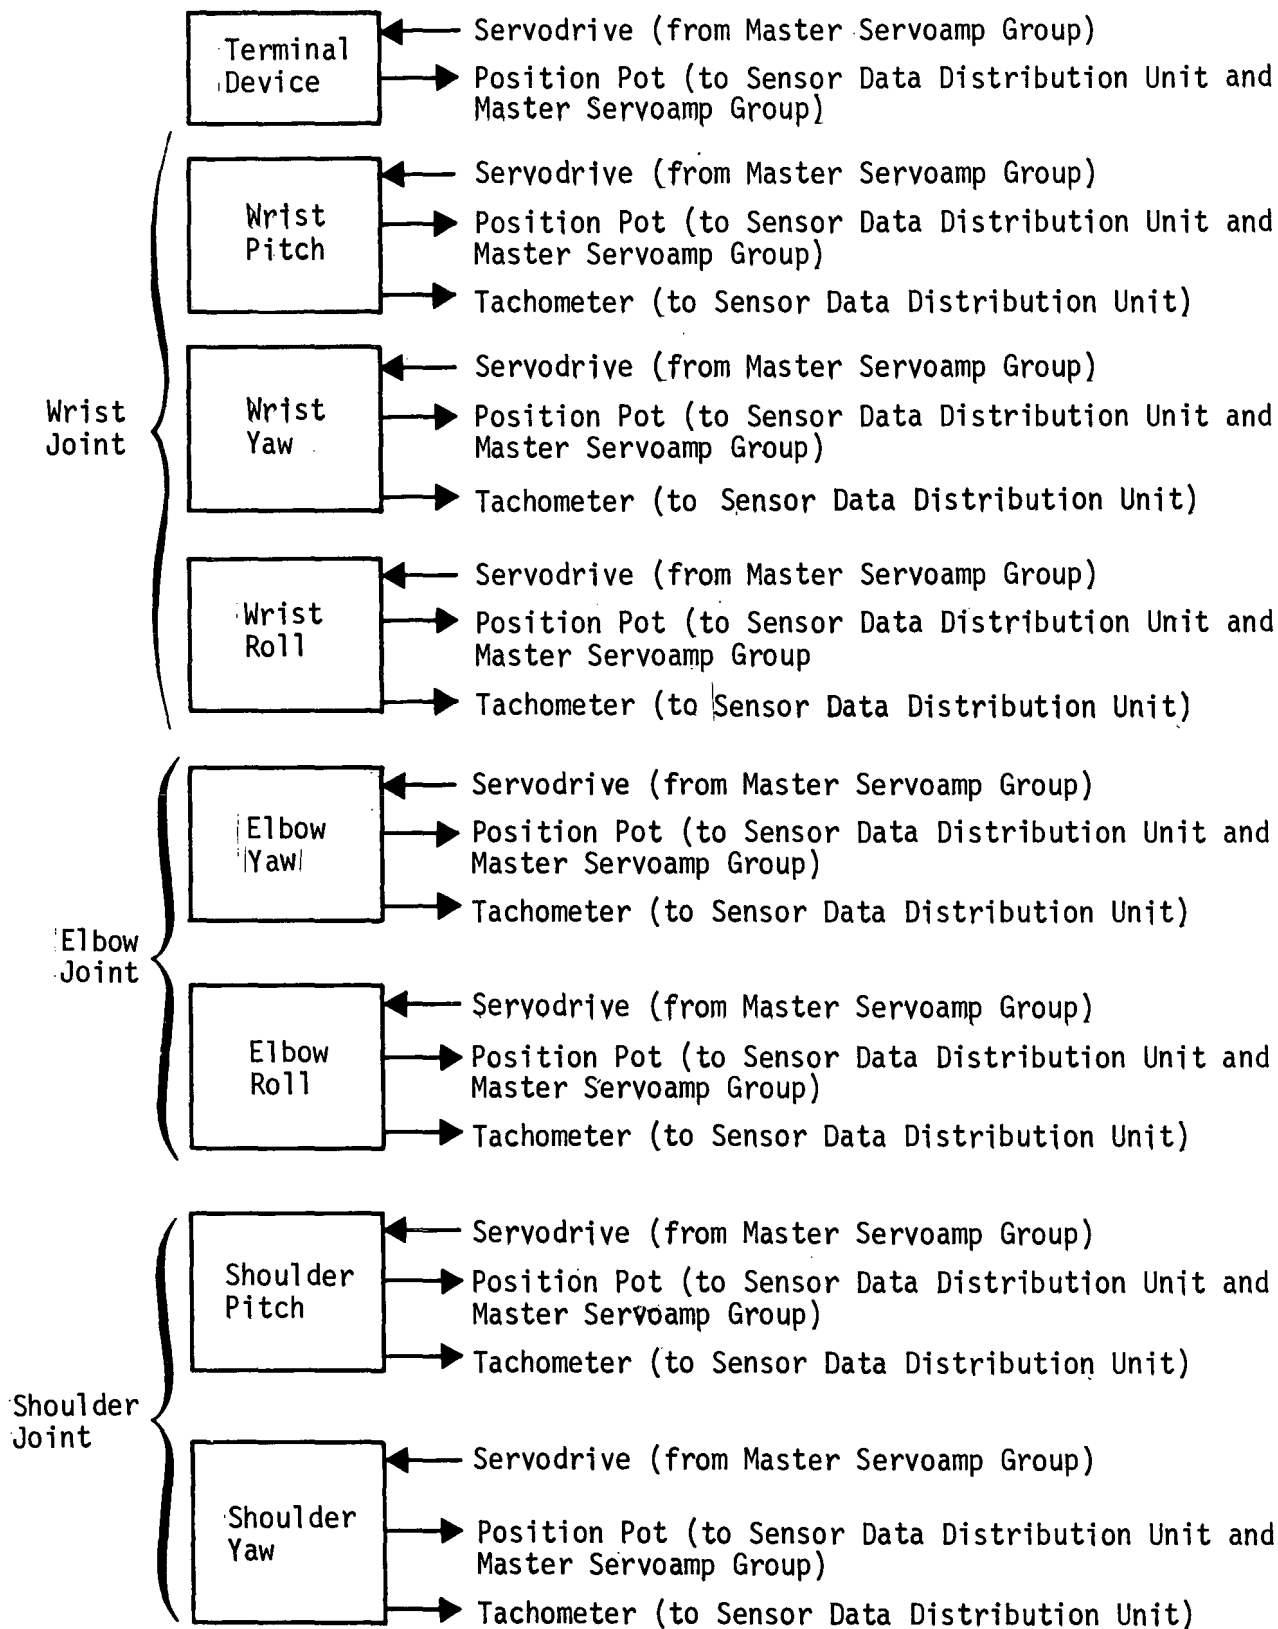 Terminal
Device
Servodrive (from Master Servoamp Group)
Position Pot (to Sensor Data Distribution Unit and
Master Servoamp Group)
Wrist
Joint
Wrist
Pitch
Servodrive (from Master Servoamp Group)
Position Pot (to Sensor Data Distribution Unit and
Master Servoamp Group)
Tachometer (to Sensor Data Distribution Unit)
Wrist
Yaw
Servodrive (from Master Servoamp Group)
Position Pot (to Sensor Data Distribution Unit and
Master Servoamp Group)
Tachometer (to Sensor Data Distribution Unit)
Wrist
Roll
Servodrive (from Master Servoamp Group)
Position Pot (to Sensor Data Distribution Unit and
Master Servoamp Group
Tachometer (to Sensor Data Distribution Unit)
Elbow
Joint
Elbow
Yaw
Servodrive (from Master Servoamp Group)
Position Pot (to Sensor Data Distribution Unit and
Master Servoamp Group)
Tachometer (to Sensor Data Distribution Unit)
Elbow
Roll
Servodrive (from Master Servoamp Group)
Position Pot (to Sensor Data Distribution Unit and
Master Servoamp Group)
Tachometer (to Sensor Data Distribution Unit)
Shoulder
Joint
Shoulder
Pitch
Servodrive (from Master Servoamp Group)
Position Pot (to Sensor Data Distribution Unit and
Master Servoamp Group)
Tachometer (to Sensor Data Distribution Unit)
Shoulder
Yaw
Servodrive (from Master Servoamp Group)
Position Pot (to Sensor Data Distribution Unit and
Master Servoamp Group)
Tachometer (to Sensor Data Distribution Unit)